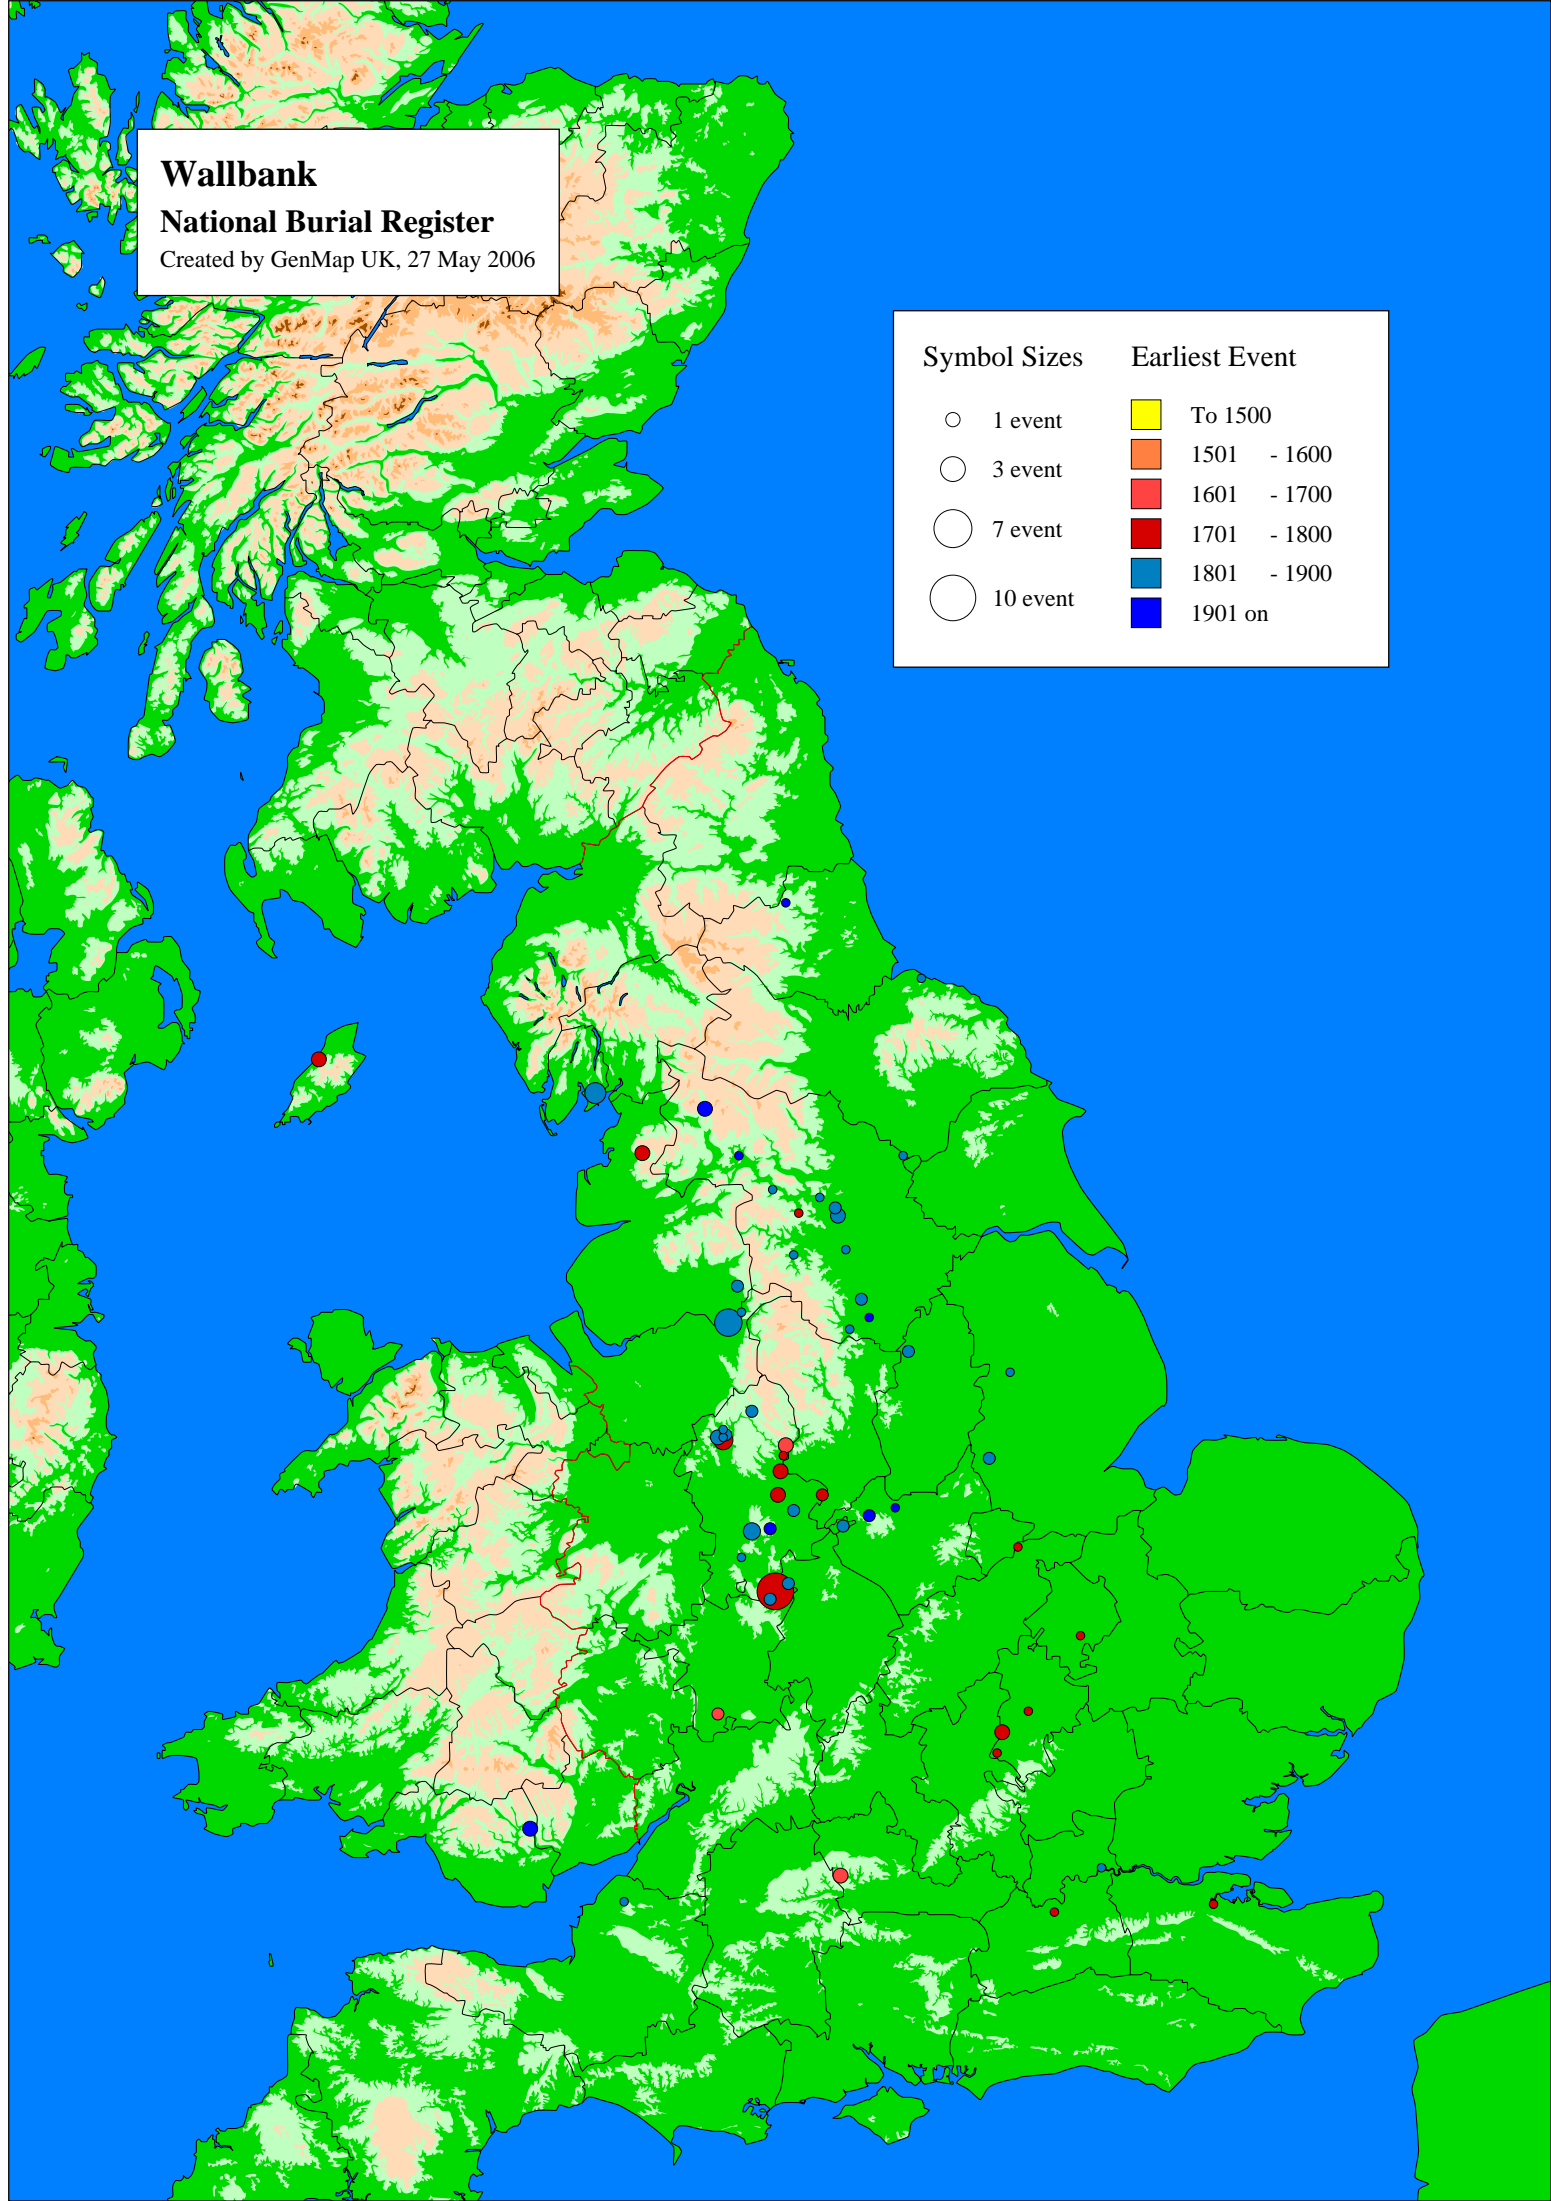 Wallbank
National Burial Register
Created by GenMap UK, 27 May 2006
Symbol Sizes
1 event
3 event
7 event
10 event
Earliest Event
To 1500
1501 - 1600
1601 - 1700
1701 - 1800
1801 - 1900
1901 on